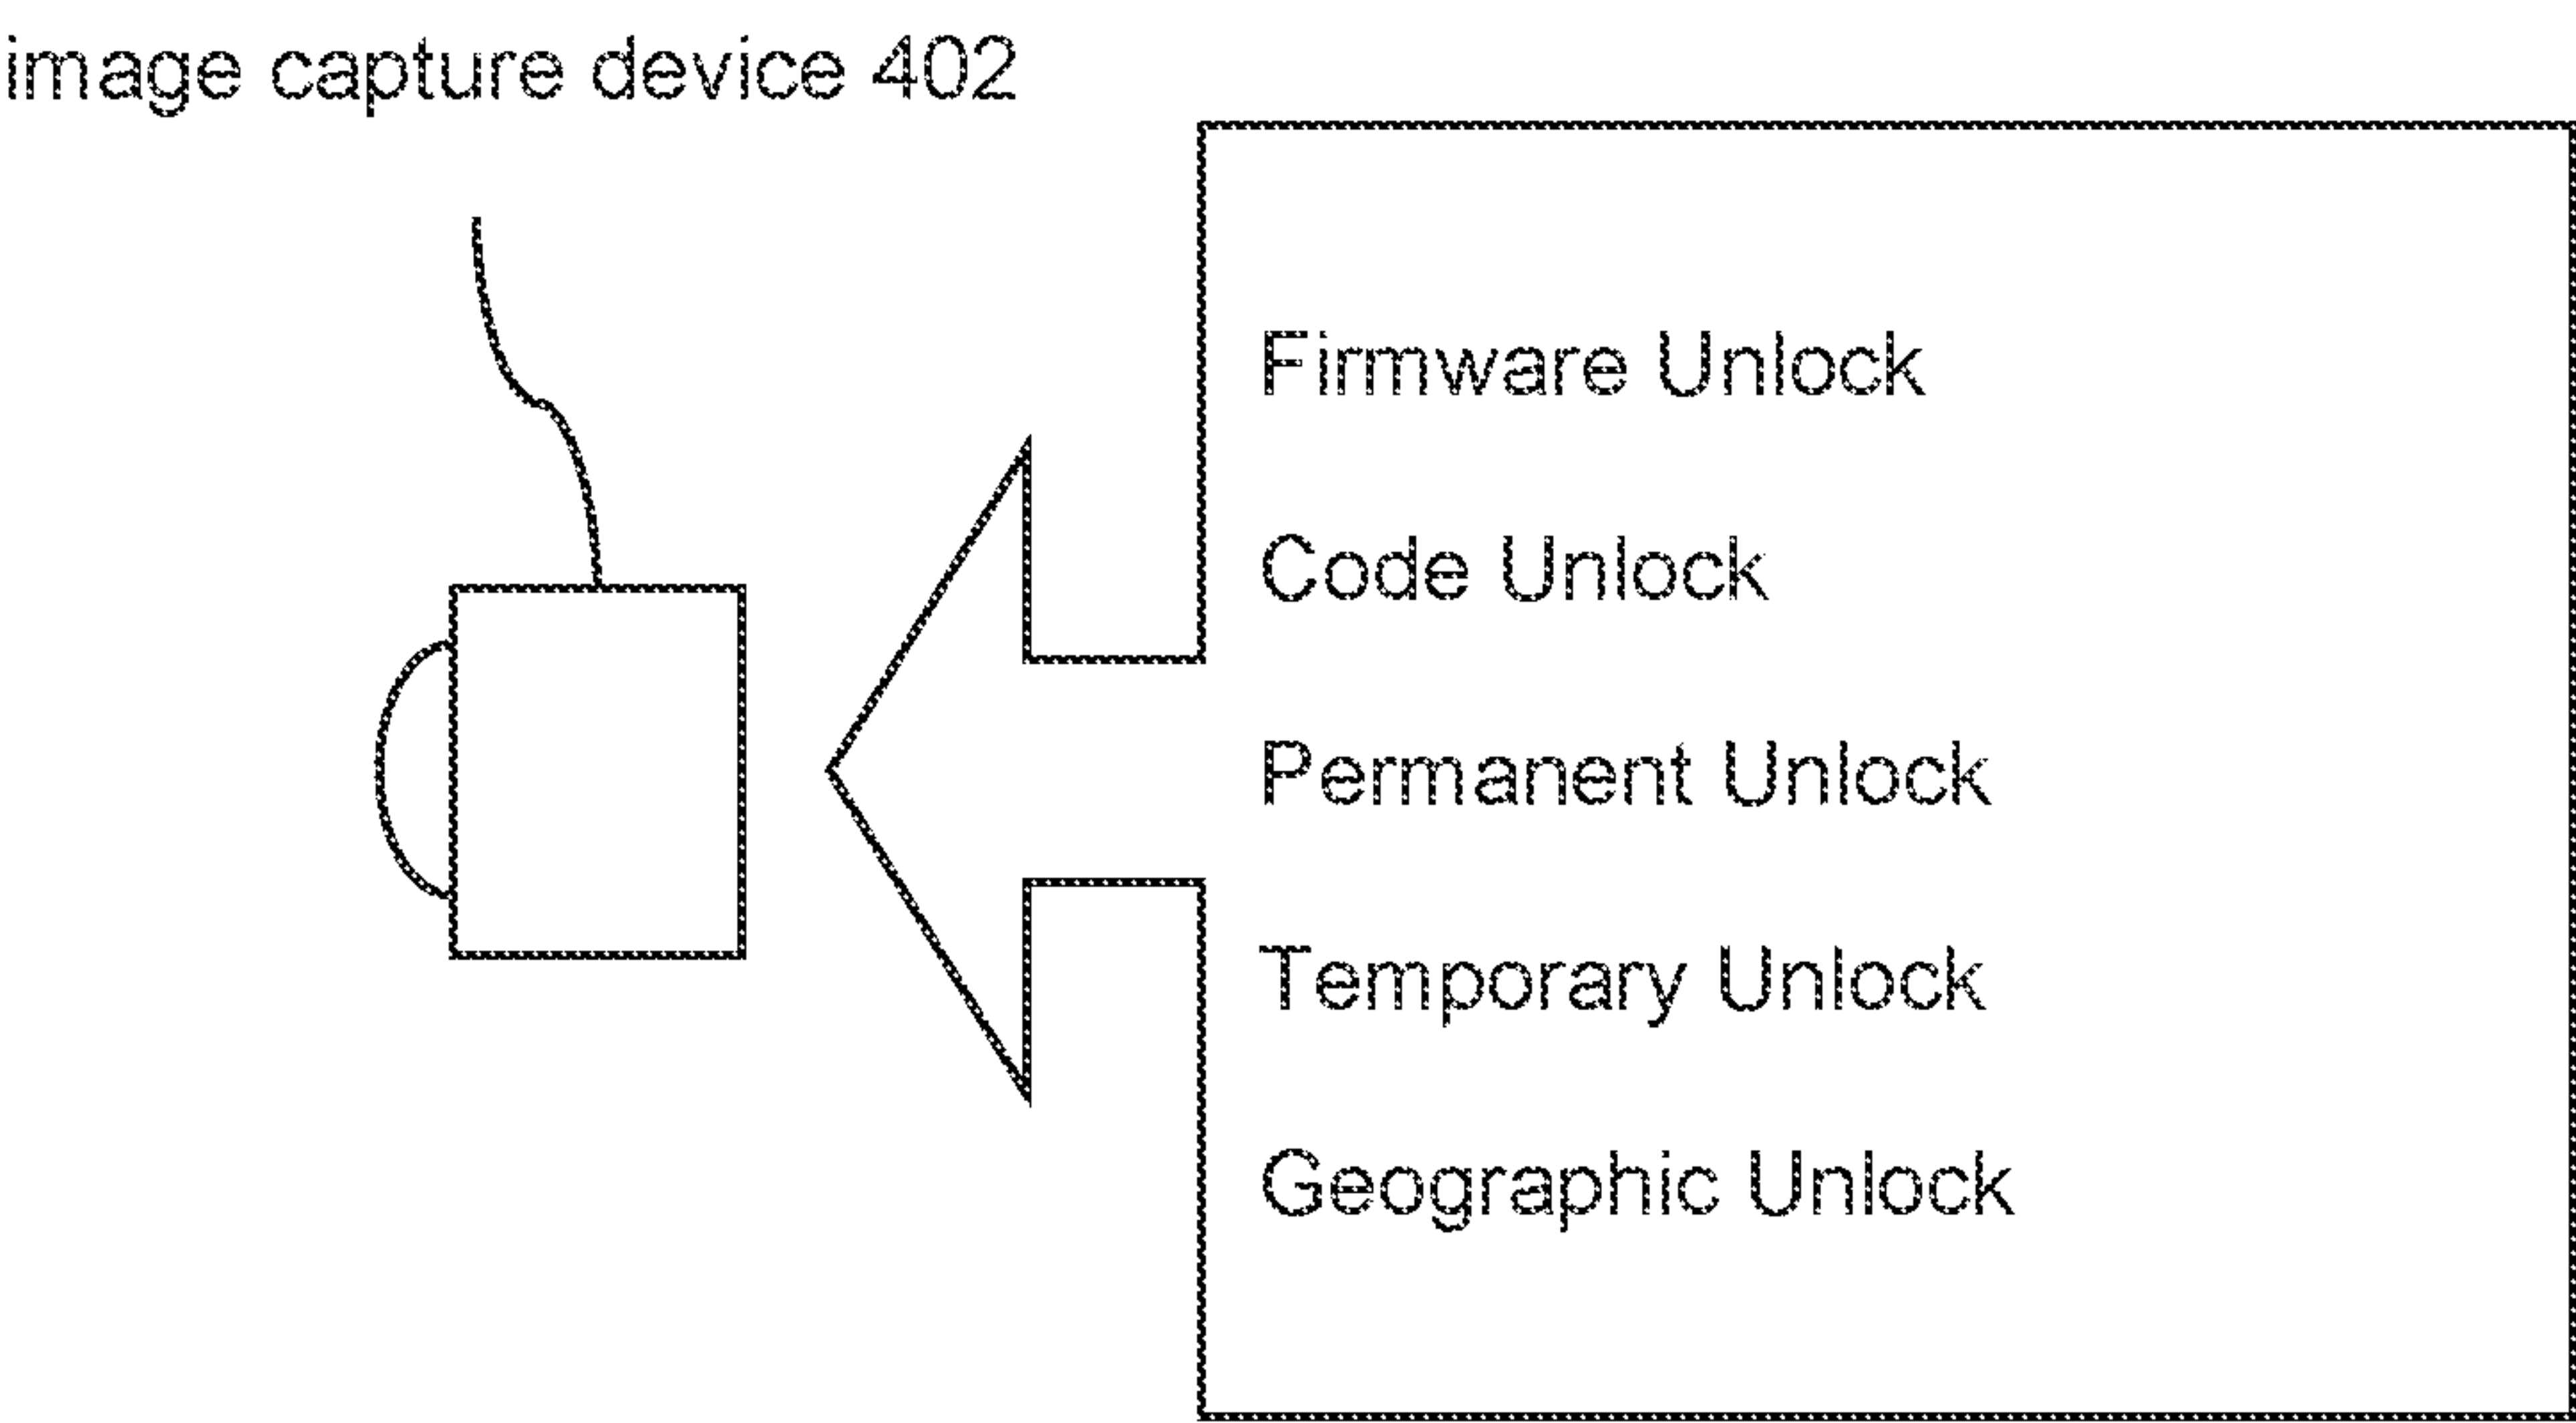 image capture device 402
Firmware Unlock
Code Unlock
Permanent Unlock
Temporary Unlock
Geographic Unlock